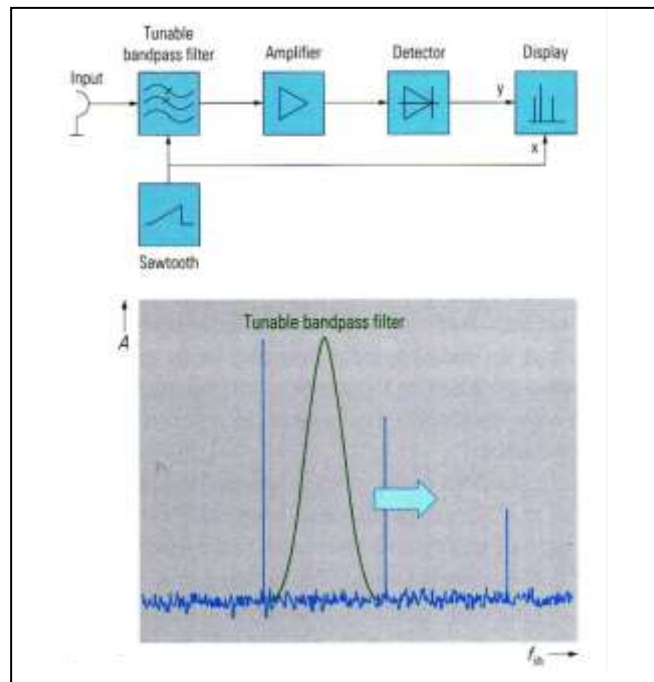 Tunable
bandpass filter
Amplifier
Detector
Display
Input
y
x
Sawtooth
Tunable bandpass filter
A